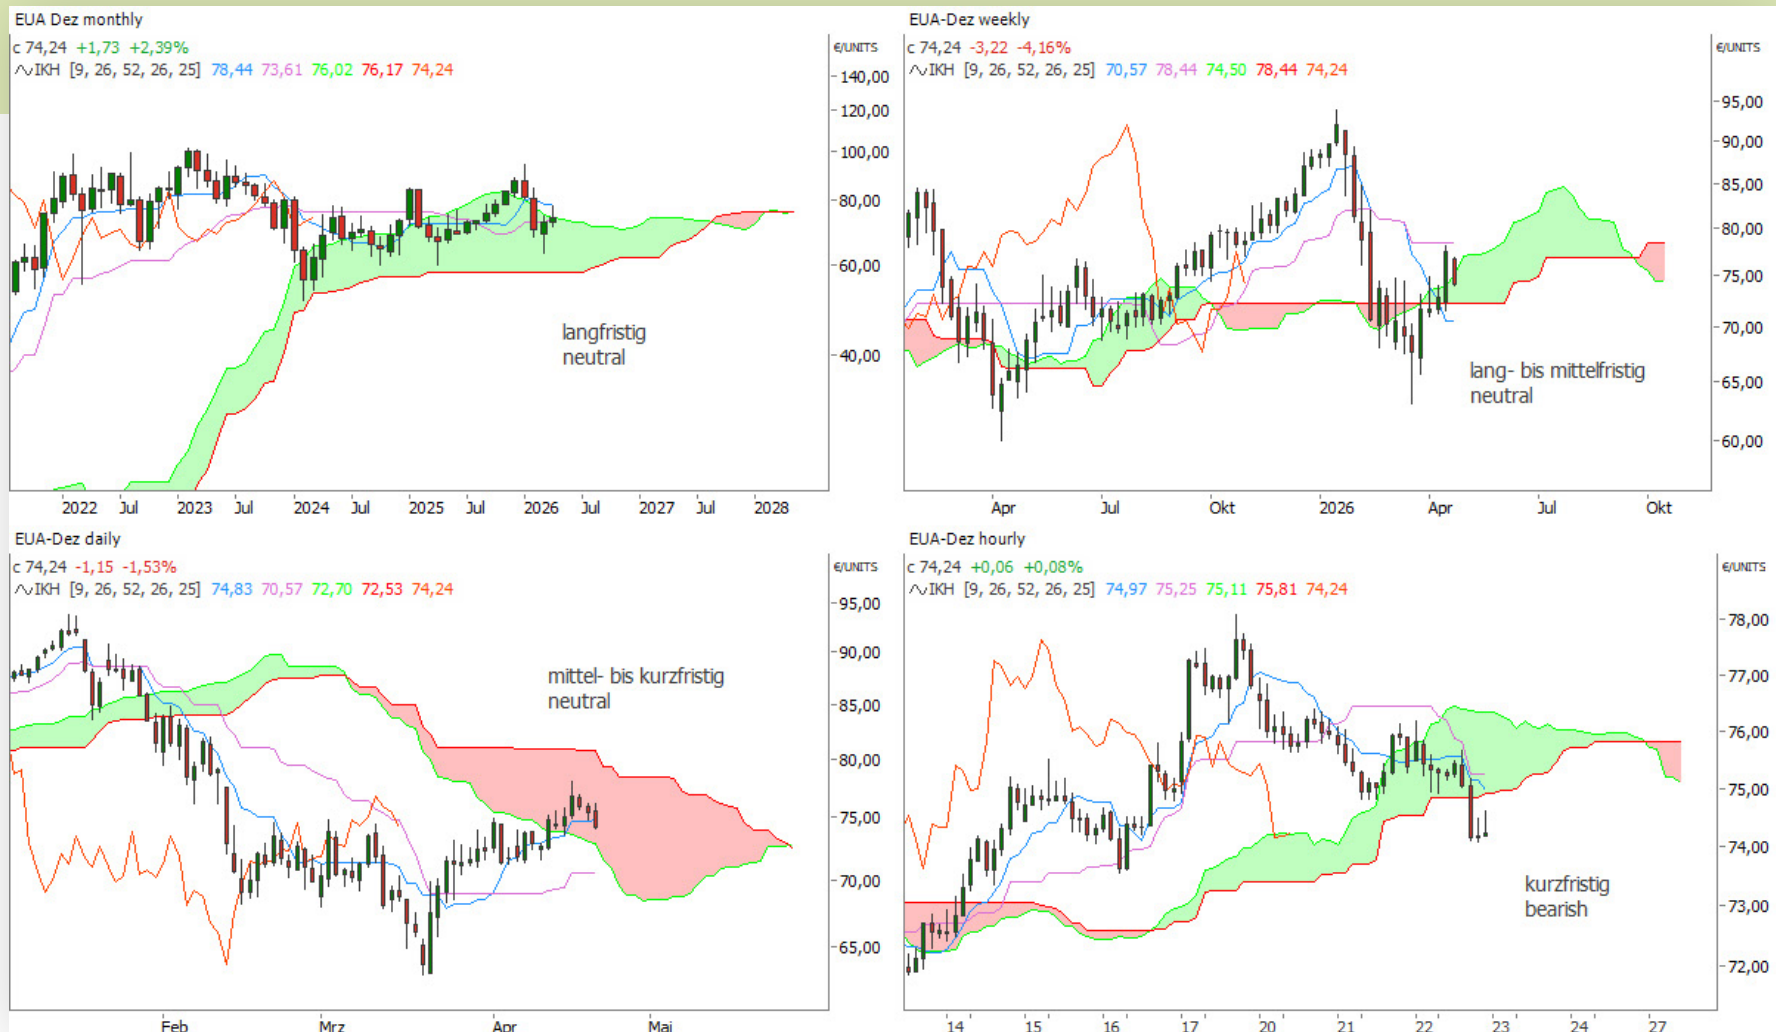 EUA Dez monthly
c 74,24 +1,73 +2,39%
IKH [9, 26, 52, 26, 25] 78,44 73,61 76,02 76,17 74,24
€/UNITS
140,00
120,00
100,00
80,00
60,00
40,00
langfristig
neutral
2022 Jul 2023 Jul 2024 Jul 2025 Jul 2026 Jul 2027 Jul 2028
EUA-Dez weekly
c 74,24 -3,22 -4,16%
IKH [9, 26, 52, 26, 25] 70,57 78,44 74,50 78,44 74,24
€/UNITS
95,00
90,00
85,00
80,00
75,00
70,00
65,00
60,00
lang- bis mittelfristig
neutral
Apr Jul Okt 2026 Apr Jul Okt
EUA-Dez daily
c 74,24 -1,15 -1,53%
IKH [9, 26, 52, 26, 25] 74,83 70,57 72,70 72,53 74,24
€/UNITS
95,00
90,00
85,00
80,00
75,00
70,00
65,00
mittel- bis kurzfristig
neutral
Feb Mrz Apr Mai
EUA-Dez hourly
c 74,24 +0,06 +0,08%
IKH [9, 26, 52, 26, 25] 74,97 75,25 75,11 75,81 74,24
€/UNITS
78,00
77,00
76,00
75,00
74,00
73,00
72,00
kurzfristig
bearish
14 15 16 17 20 21 22 23 24 27